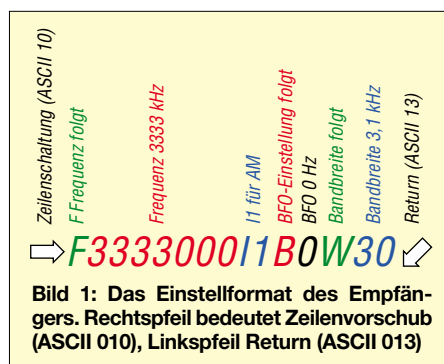 Zeilenschaltung (ASCII 10)
F Frequenz folgt
Frequenz 3333 kHz
I1 für AM
BFO-Einstellung folgt
BFO 0 Hz
Bandbreite folgt
Bandbreite 3,1 kHz
Return (ASCII 13)
F3333000I1B0W30
Bild 1: Das Einstellformat des Empfän-
gers. Rechtspfeil bedeutet Zeilenvorschub
(ASCII 010), Linkspfeil Return (ASCII 013)